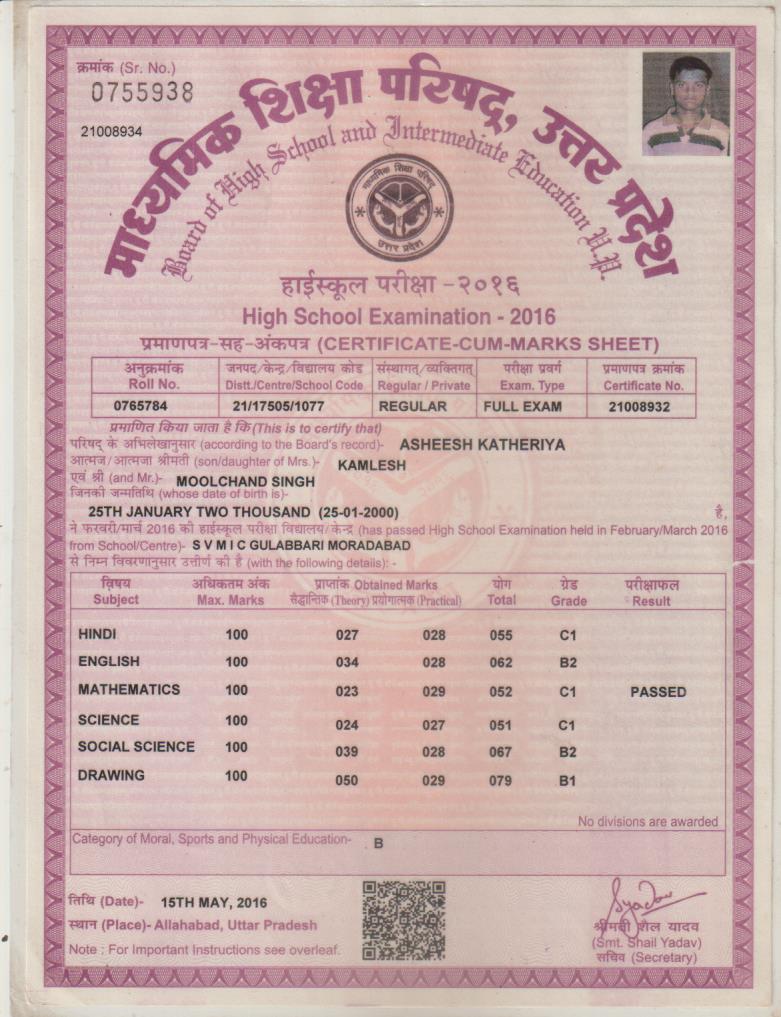 क्रमांक (Sr. No.)
0755938
21008934
माध्यमिक शिक्षा परिषद्, उत्तर प्रदेश
Board of High School and Intermediate Education U.P.
माध्यमिक शिक्षा परिषद्
उत्तर प्रदेश
हाईस्कूल परीक्षा - २०१६
High School Examination - 2016
प्रमाणपत्र-सह-अंकपत्र (CERTIFICATE-CUM-MARKS SHEET)
अनुक्रमांक जनपद/केन्द्र/विद्यालय कोड संस्थागत/व्यक्तिगत् परीक्षा प्रवर्ग प्रमाणपत्र क्रमांक
Roll No. Distt./Centre/School Code Regular / Private Exam. Type Certificate No.
0765784 21/17505/1077 REGULAR FULL EXAM 21008932
प्रमाणित किया जाता है कि (This is to certify that)
परिषद् के अभिलेखानुसार (according to the Board's record)- ASHEESH KATHERIYA
आत्मज/आत्मजा श्रीमती (son/daughter of Mrs.)- KAMLESH
एवं श्री (and Mr.)- MOOLCHAND SINGH
जिनकी जन्मतिथि (whose date of birth is)-
25TH JANUARY TWO THOUSAND (25-01-2000) है,
ने फरवरी/मार्च 2016 की हाईस्कूल परीक्षा विद्यालय/केन्द्र (has passed High School Examination held in February/March 2016
from School/Centre)- S V M I C GULABBARI MORADABAD
से निम्न विवरणानुसार उत्तीर्ण की है (with the following details): -
विषय अधिकतम अंक प्राप्तांक Obtained Marks योग ग्रेड परीक्षाफल
Subject Max. Marks सैद्धान्तिक (Theory) प्रयोगात्मक (Practical) Total Grade Result
HINDI 100 027 028 055 C1
ENGLISH 100 034 028 062 B2
MATHEMATICS 100 023 029 052 C1 PASSED
SCIENCE 100 024 027 051 C1
SOCIAL SCIENCE 100 039 028 067 B2
DRAWING 100 050 029 079 B1
No divisions are awarded
Category of Moral, Sports and Physical Education- B
तिथि (Date)- 15TH MAY, 2016
स्थान (Place)- Allahabad, Uttar Pradesh
Note : For Important Instructions see overleaf.
Syadav
श्रीमती शैल यादव
(Smt. Shail Yadav)
सचिव (Secretary)